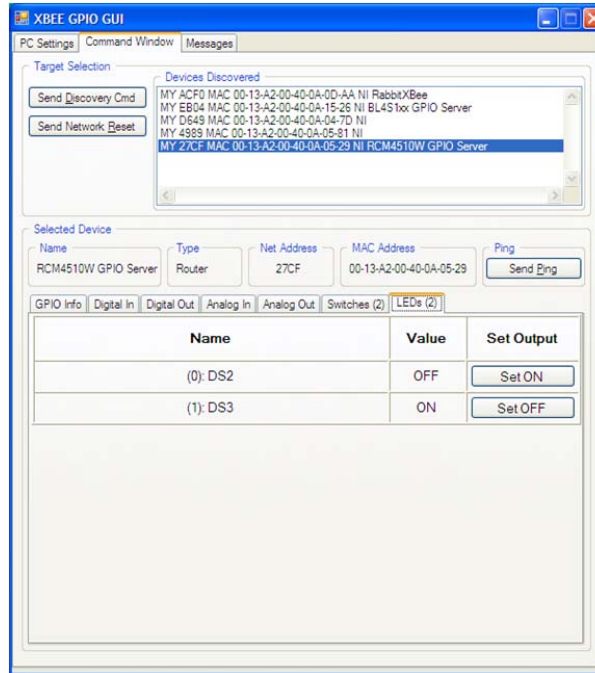 XBEE GPIO GUI
PC Settings Command Window Messages
Target Selection
Send Discovery Cmd
Send Network Reset
Devices Discovered
MY ACF0 MAC 00-13-A2-00-40-0A-0D-AA NI RabbitXBee
MY EB04 MAC 00-13-A2-00-40-0A-15-26 NI BL4S1xx GPIO Server
MY D649 MAC 00-13-A2-00-40-0A-04-7D NI
MY 4989 MAC 00-13-A2-00-40-0A-05-81 NI
MY 27CF MAC 00-13-A2-00-40-0A-05-29 NI RCM4510W GPIO Server
Selected Device
Name Type Net Address MAC Address Ping
RCM4510W GPIO Server Router 27CF 00-13-A2-00-40-0A-05-29 Send Ping
GPIO Info Digital In Digital Out Analog In Analog Out Switches (2) LEDs (2)
Name Value Set Output
(0): DS2 OFF Set ON
(1): DS3 ON Set OFF